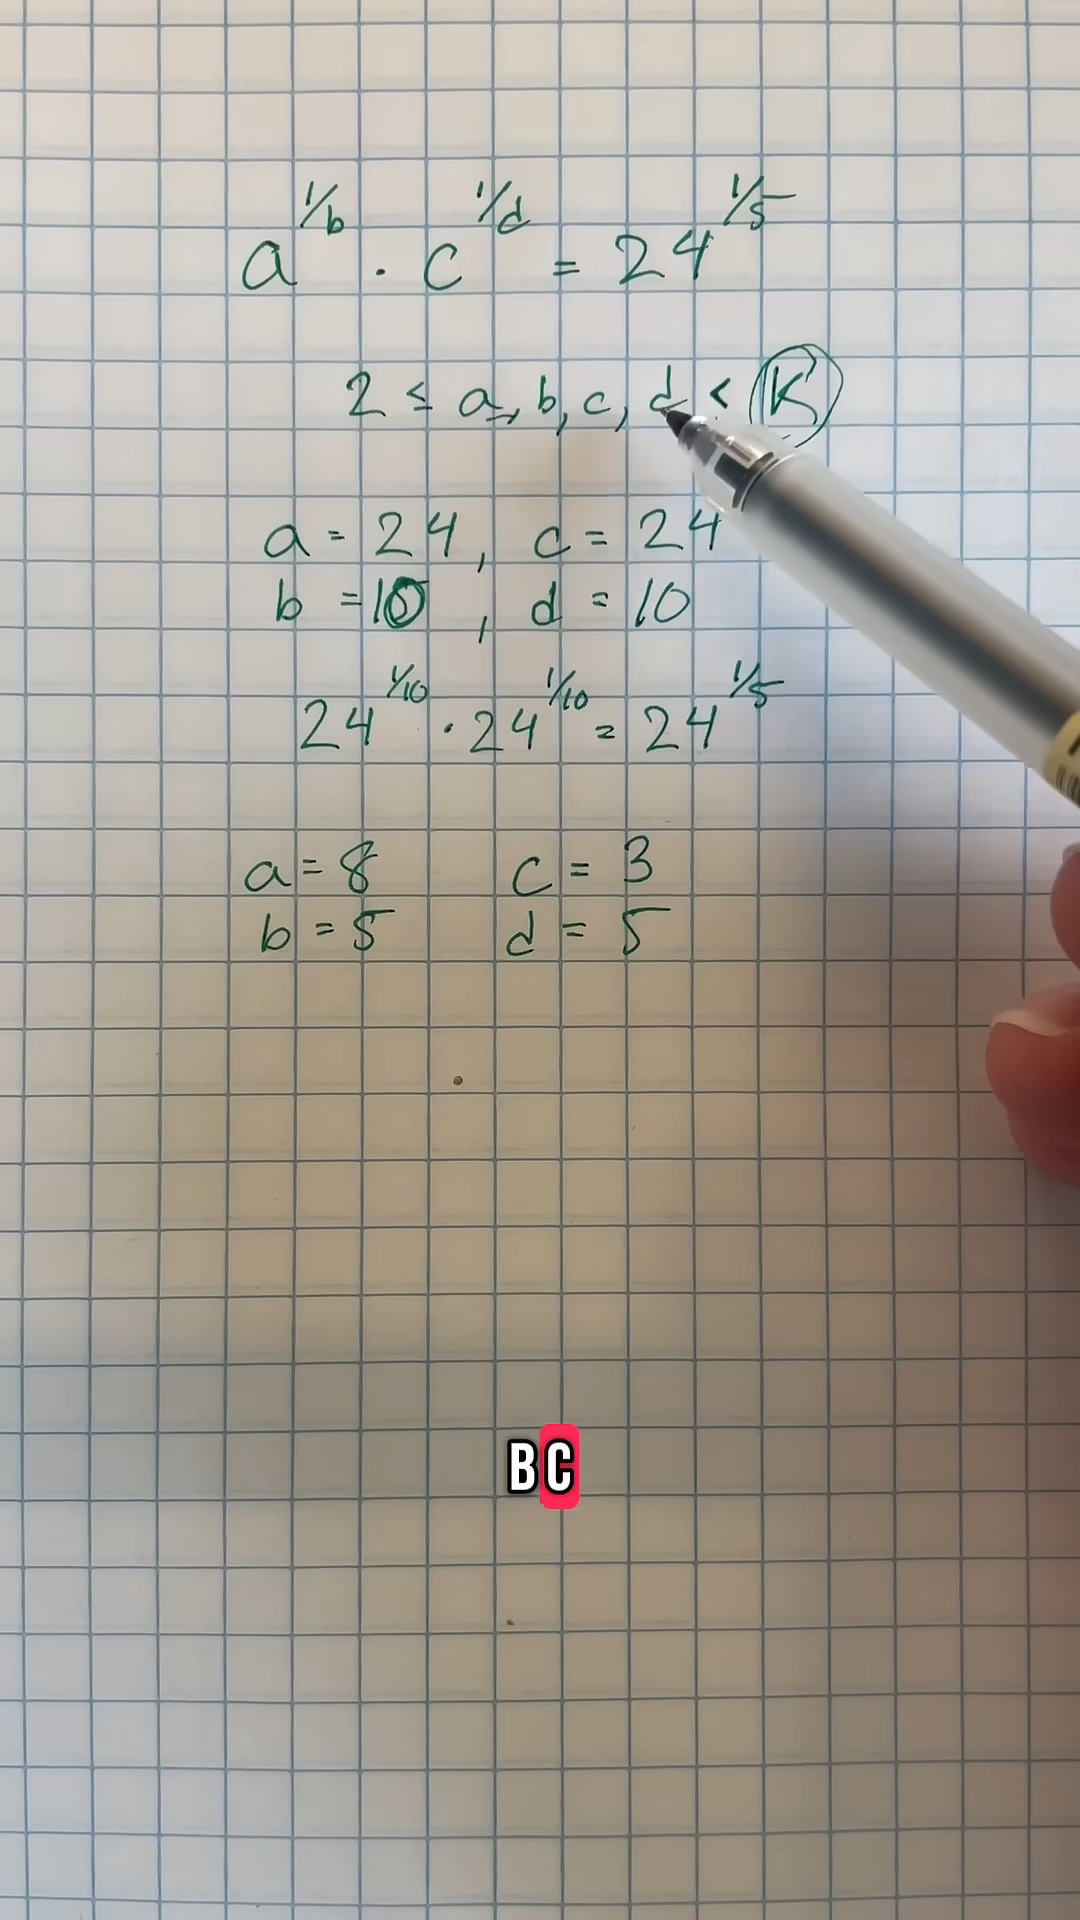 a^1/b · c^1/d = 24^1/5
2 ≤ a, b, c, d < K
a = 24, c = 24
b = 10, d = 10
24^1/10 · 24^1/10 = 24^1/5
a = 8 c = 3
b = 5 d = 5
B C